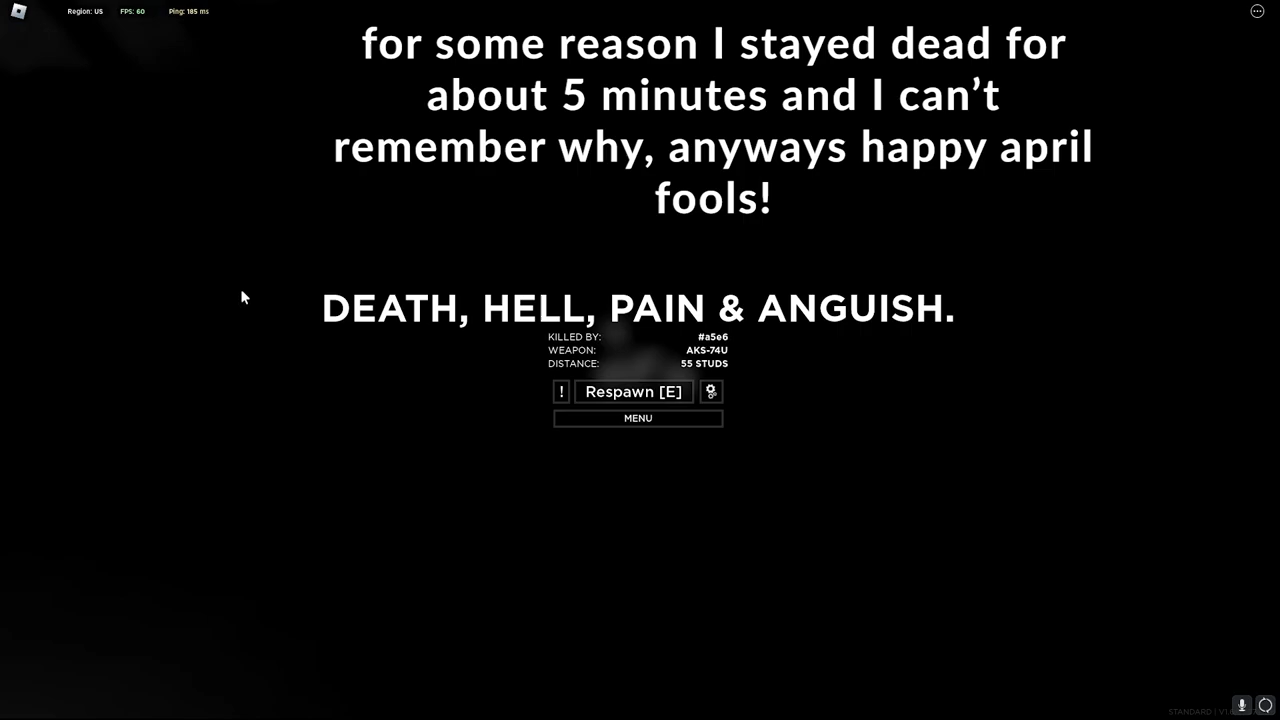 Region: US FPS: 60 Ping: 185 ms
for some reason I stayed dead for
about 5 minutes and I can’t
remember why, anyways happy april
fools!
DEATH, HELL, PAIN & ANGUISH.
KILLED BY: #a5e6
WEAPON: AKS-74U
DISTANCE: 55 STUDS
! Respawn [E]
MENU
STANDARD